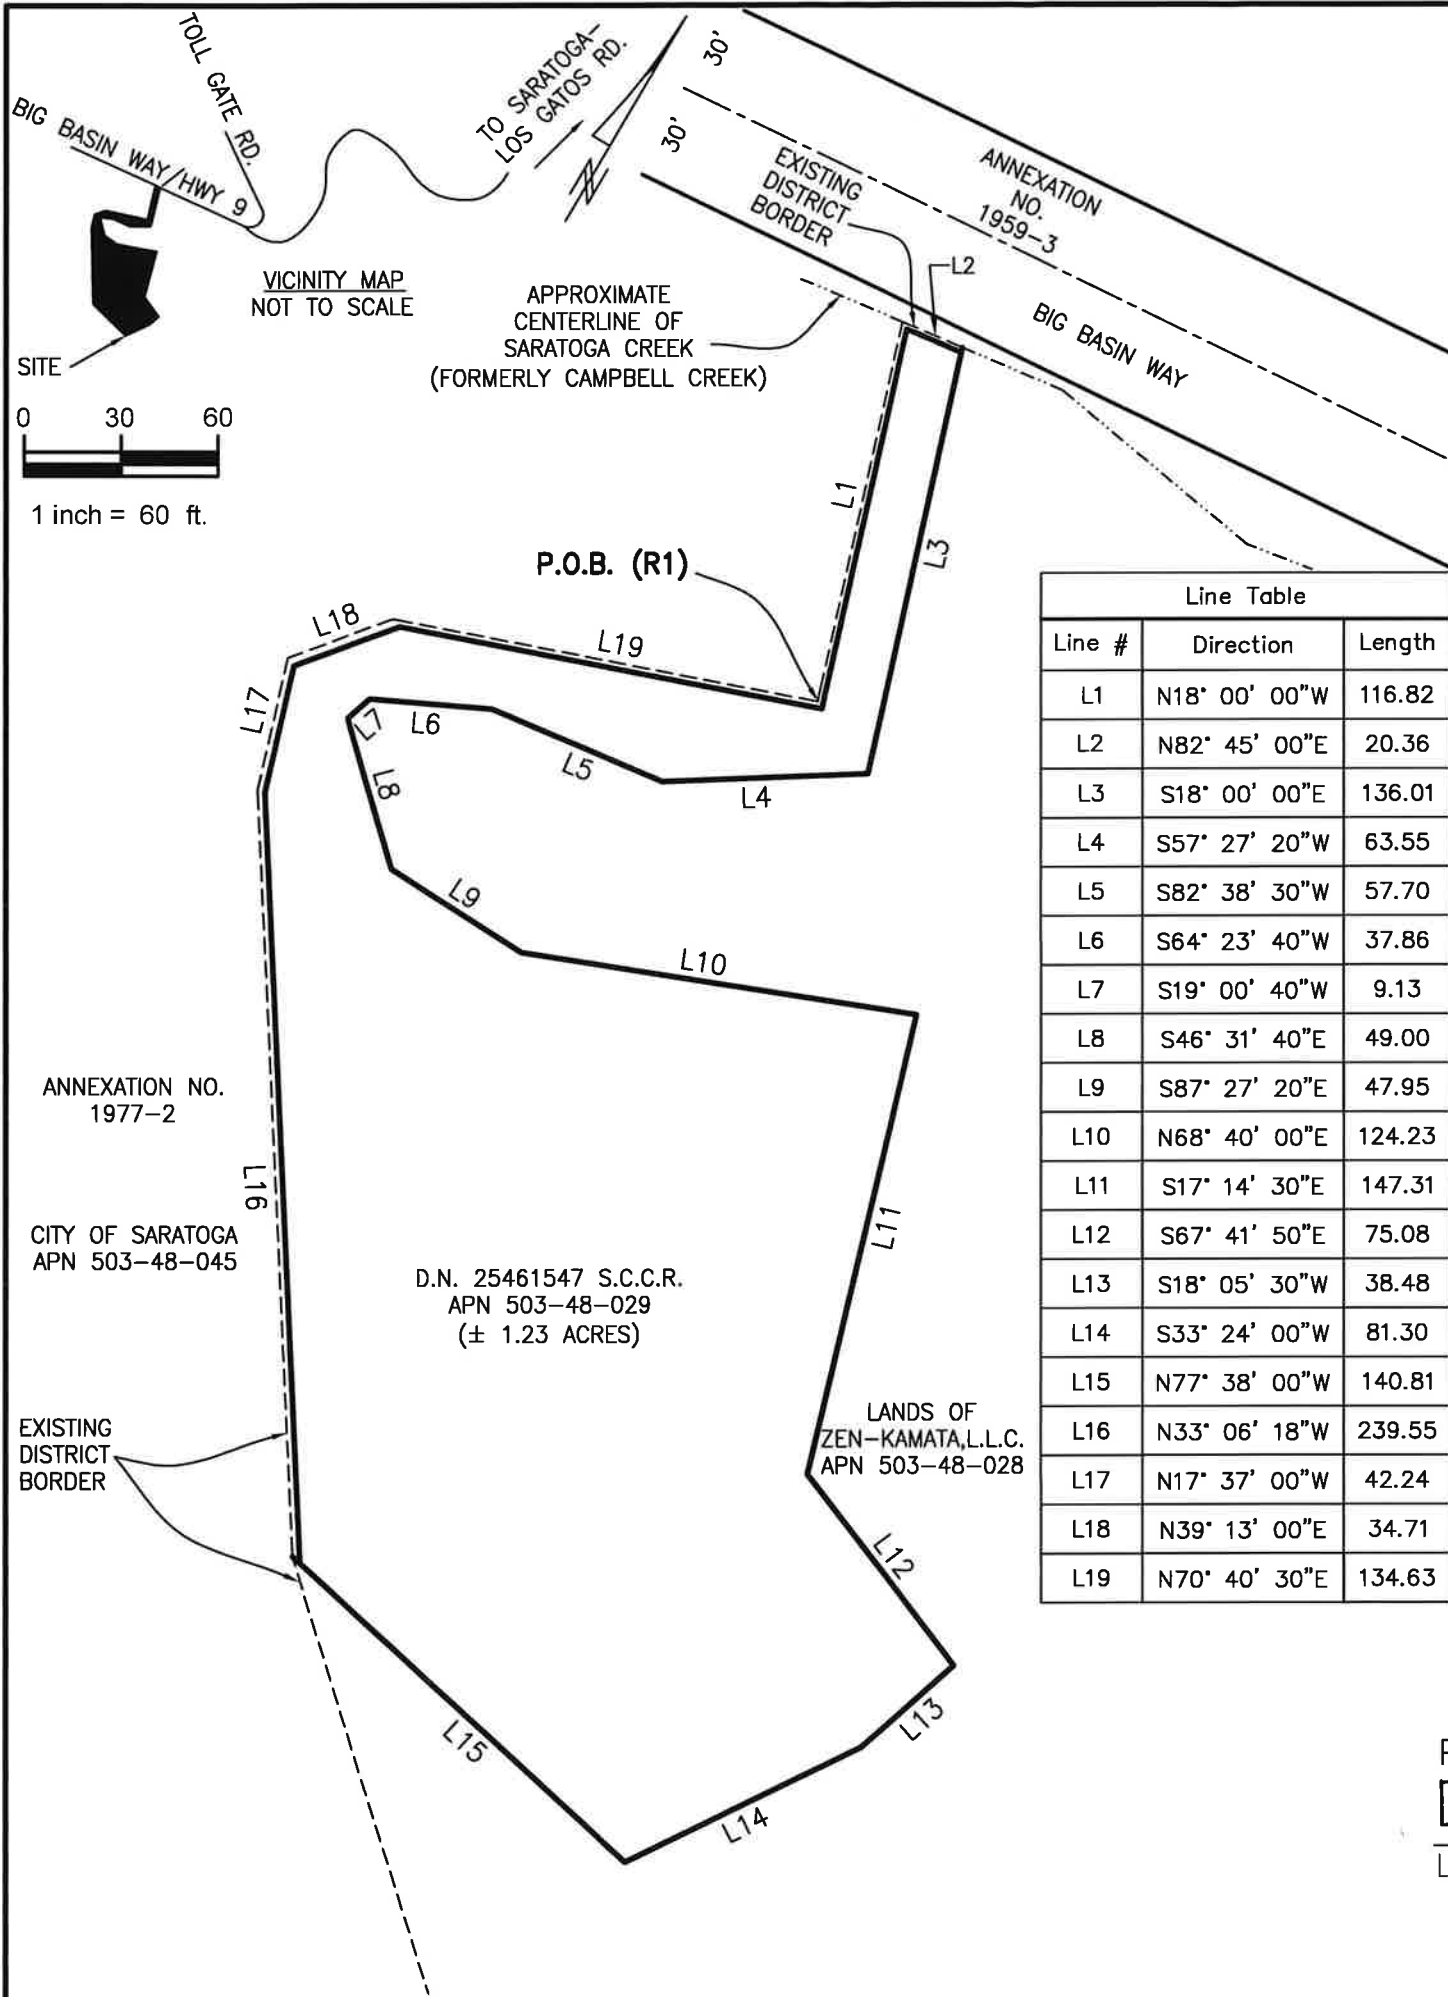 TOLL GATE RD.
BIG BASIN WAY/HWY 9
TO SARATOGA-
LOS GATOS RD.
30'
30'
VICINITY MAP
NOT TO SCALE
SITE
0 30 60
1 inch = 60 ft.
EXISTING
DISTRICT
BORDER
ANNEXATION
NO.
1959-3
L2
BIG BASIN WAY
APPROXIMATE
CENTERLINE OF
SARATOGA CREEK
(FORMERLY CAMPBELL CREEK)
L1
L3
P.O.B. (R1)
L18
L19
L17
L7
L6
L5
L4
L8
L9
L10
ANNEXATION NO.
1977-2
L16
CITY OF SARATOGA
APN 503-48-045
L11
D.N. 25461547 S.C.C.R.
APN 503-48-029
(± 1.23 ACRES)
LANDS OF
ZEN-KAMATA,L.L.C.
APN 503-48-028
EXISTING
DISTRICT
BORDER
L12
L13
L15
L14
Line Table
Line # Direction Length
L1 N18° 00' 00"W 116.82
L2 N82° 45' 00"E 20.36
L3 S18° 00' 00"E 136.01
L4 S57° 27' 20"W 63.55
L5 S82° 38' 30"W 57.70
L6 S64° 23' 40"W 37.86
L7 S19° 00' 40"W 9.13
L8 S46° 31' 40"E 49.00
L9 S87° 27' 20"E 47.95
L10 N68° 40' 00"E 124.23
L11 S17° 14' 30"E 147.31
L12 S67° 41' 50"E 75.08
L13 S18° 05' 30"W 38.48
L14 S33° 24' 00"W 81.30
L15 N77° 38' 00"W 140.81
L16 N33° 06' 18"W 239.55
L17 N17° 37' 00"W 42.24
L18 N39° 13' 00"E 34.71
L19 N70° 40' 30"E 134.63